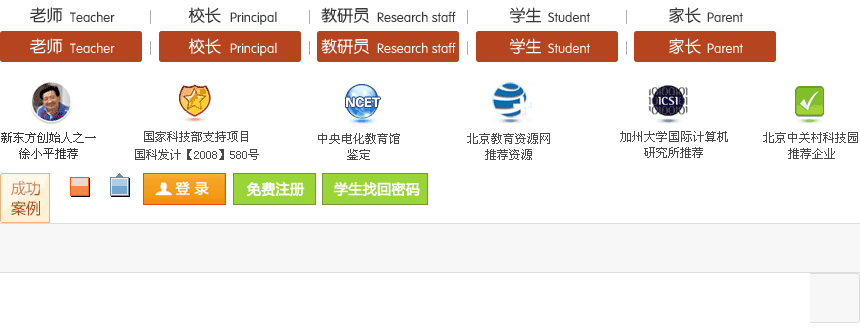 老师 Teacher | 校长 Principal | 教研员 Research staff | 学生 Student | 家长 Parent
老师 Teacher | 校长 Principal | 教研员 Research staff | 学生 Student | 家长 Parent
NCET ICSI
新东方创始人之一 国家科技部支持项目 中央电化教育馆 北京教育资源网 加州大学国际计算机 北京中关村科技园
徐小平推荐 国科发计【2008】580号 鉴定 推荐资源 研究所推荐 推荐企业
成功 登 录 免费注册 学生找回密码
案例